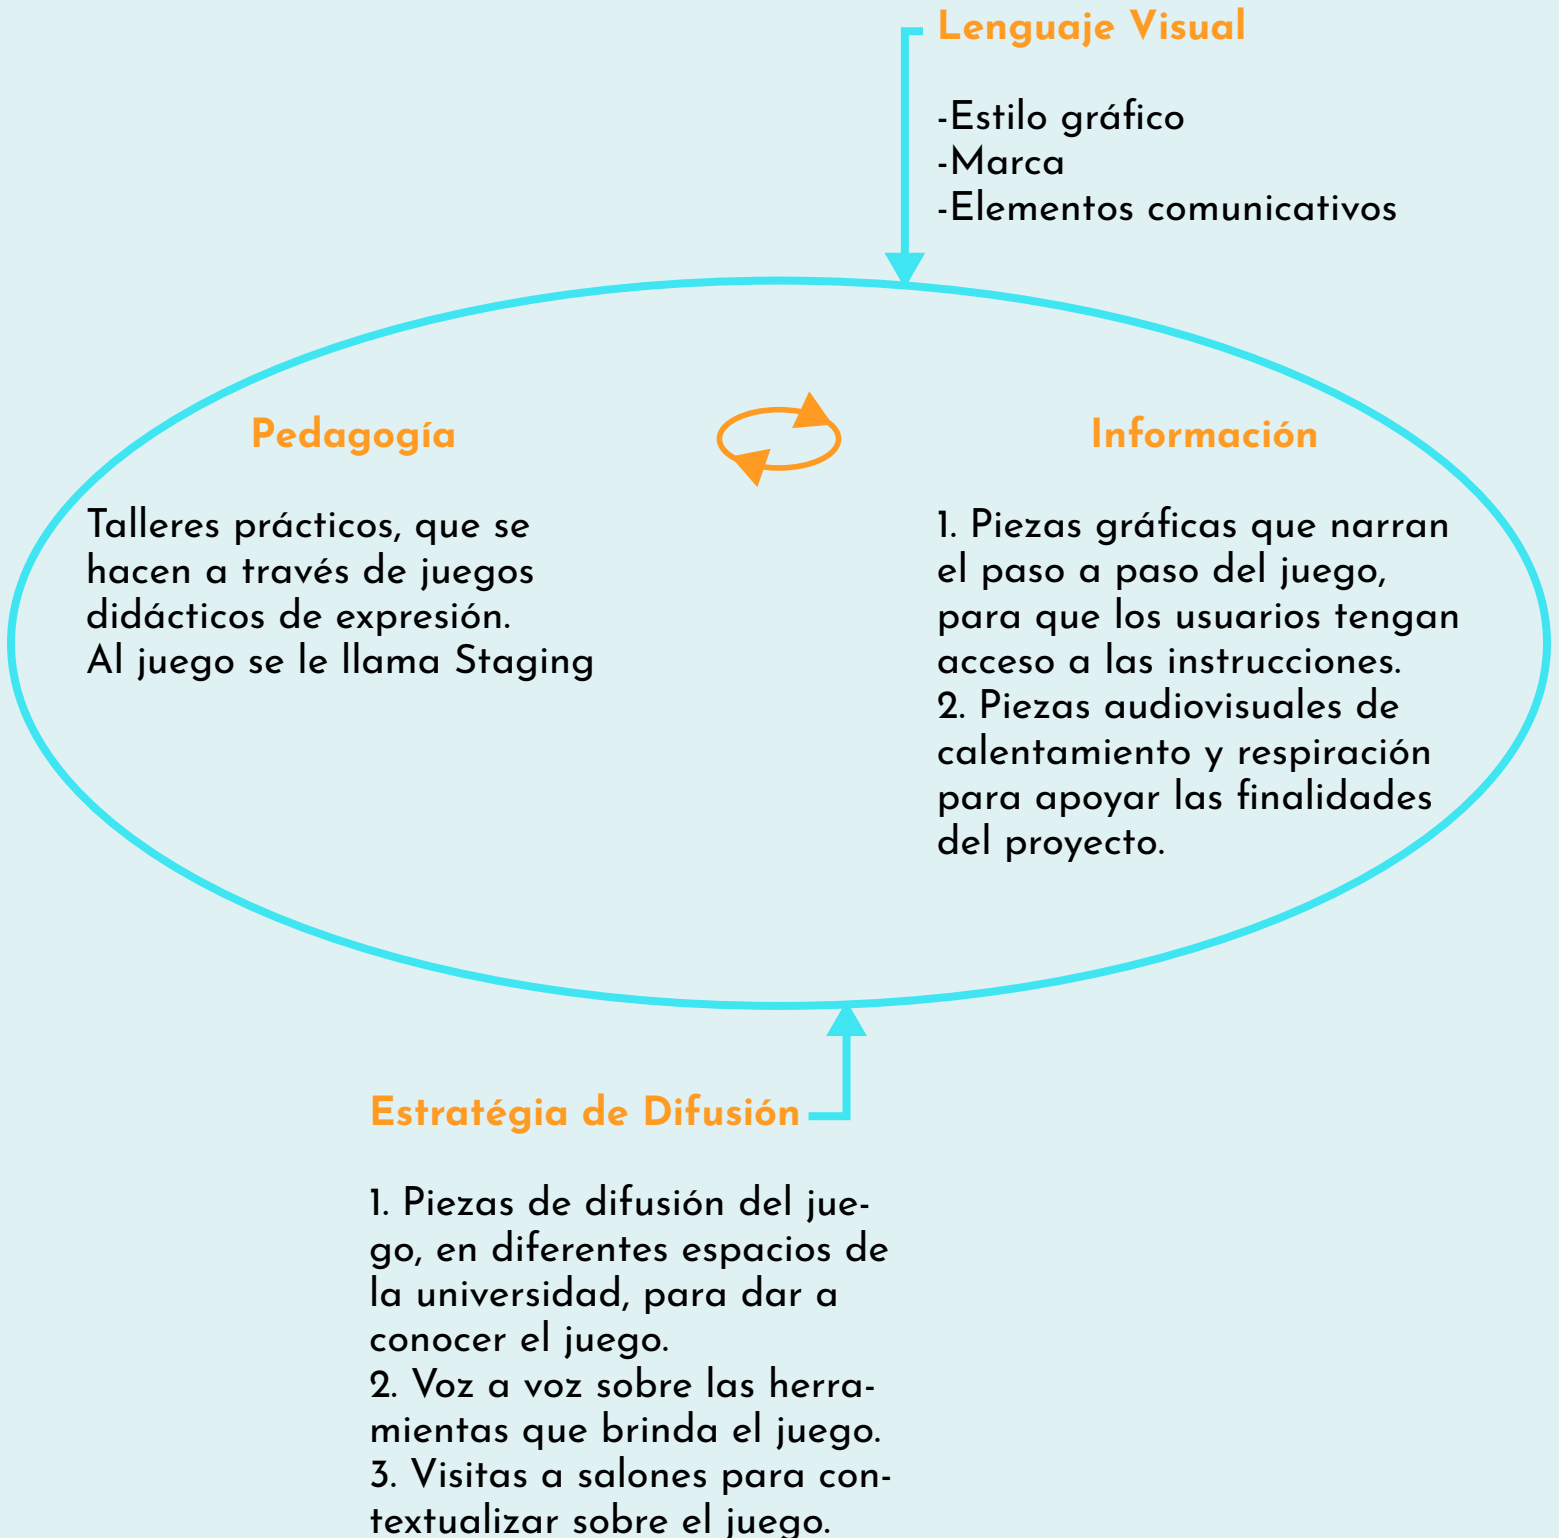 Lenguaje Visual
-Estilo gráfico
-Marca
-Elementos comunicativos
Pedagogía
Talleres prácticos, que se
hacen a través de juegos
didácticos de expresión.
Al juego se le llama Staging
Información
1. Piezas gráficas que narran
el paso a paso del juego,
para que los usuarios tengan
acceso a las instrucciones.
2. Piezas audiovisuales de
calentamiento y respiración
para apoyar las finalidades
del proyecto.
Estratégia de Difusión
1. Piezas de difusión del jue-
go, en diferentes espacios de
la universidad, para dar a
conocer el juego.
2. Voz a voz sobre las herra-
mientas que brinda el juego.
3. Visitas a salones para con-
textualizar sobre el juego.